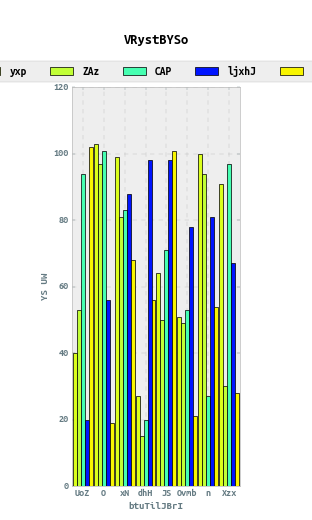 VRystBYSo
yxp ZAz CAP ljxhJ
120
100
80
60
40
20
0
YS UW
UoZ O xN dhH JS Ovmb n Xzx
btuTilJBrI